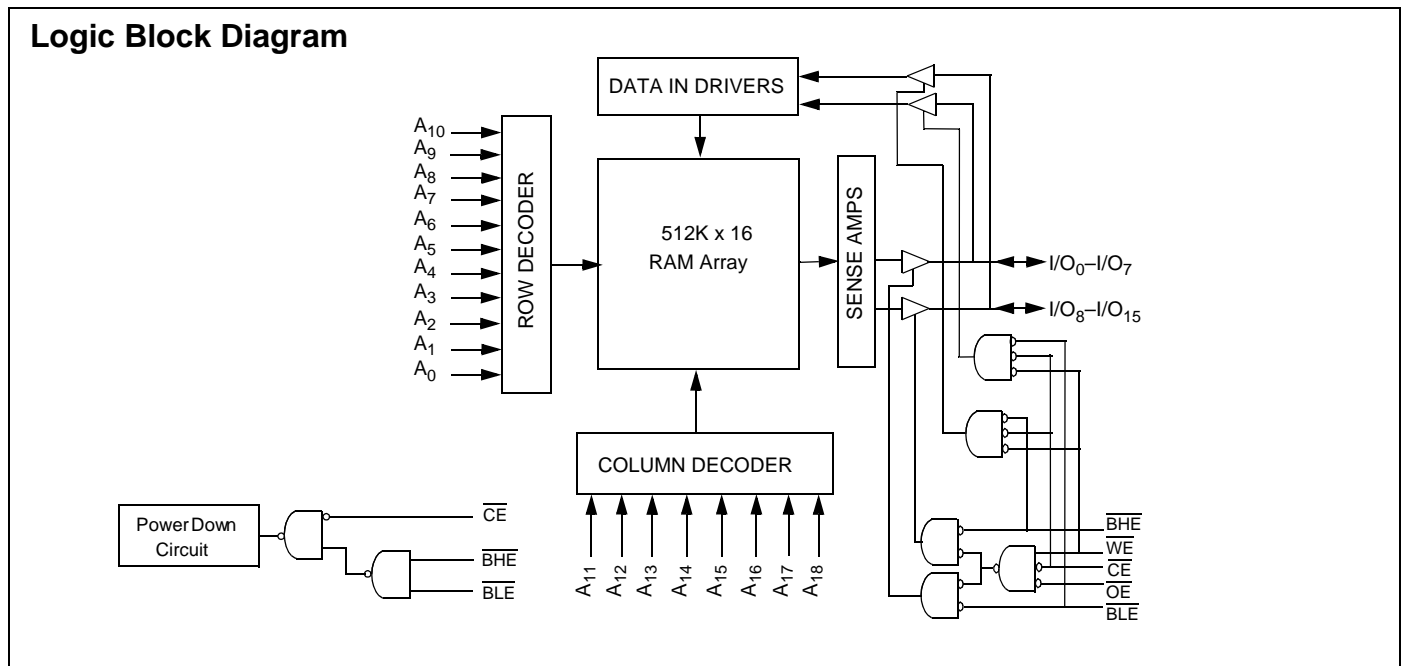 Logic Block Diagram
DATA IN DRIVERS
A10
A9
A8
A7
A6
A5
A4
A3
A2
A1
A0
ROW DECODER
512K x 16
RAM Array
SENSE AMPS
I/O0–I/O7
I/O8–I/O15
COLUMN DECODER
A11
A12
A13
A14
A15
A16
A17
A18
Power Down
Circuit
CE
BHE
BLE
BHE
WE
CE
OE
BLE